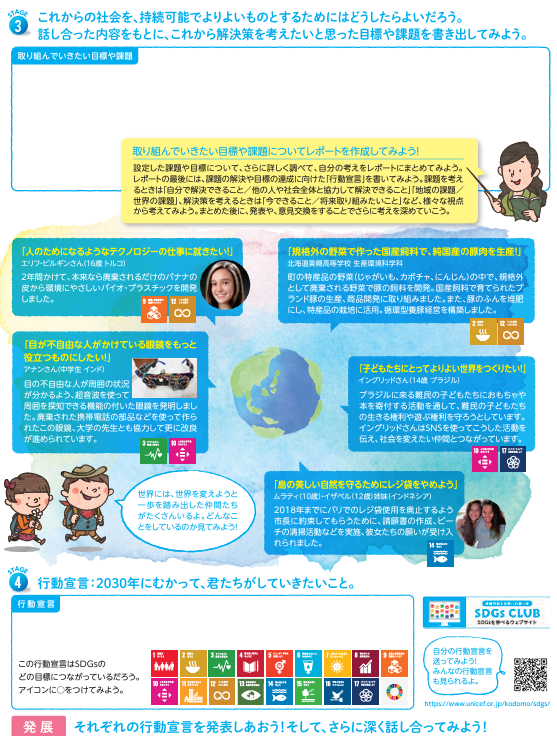 STAGE
3
これからの社会を、持続可能でよりよいものとするためにはどうしたらよいだろう。
話し合った内容をもとに、これから解決策を考えたいと思った目標や課題を書き出してみよう。
取り組んでいきたい目標や課題
取り組んでいきたい目標や課題についてレポートを作成してみよう!
設定した課題や目標について、さらに詳しく調べて、自分の考えをレポートにまとめてみよう。
レポートの最後には、課題の解決や目標の達成に向けた「行動宣言」を書いてみよう。課題を考え
るときは「自分で解決できること／他の人や社会全体と協力して解決できること」「地域の課題／
世界の課題」、解決策を考えるときは「今できること／将来取り組みたいこと」など、様々な視点
から考えてみよう。まとめた後に、発表や、意見交換をすることでさらに考えを深めていこう。
「人のためになるようなテクノロジーの仕事に就きたい!」
エリフ・ビルギンさん(16歳 トルコ)
2年間かけて、本来なら廃棄されるだけのバナナの
皮から環境にやさしいバイオ・プラスチックを開発
しました。
9
12
「規格外の野菜で作った国産飼料で、純国産の豚肉を生産!」
北海道美幌高等学校 生産環境科学科
町の特産品の野菜(じゃがいも、カボチャ、にんじん)の中で、規格外
として廃棄される野菜で豚の飼料を開発。国産飼料で育てられたブ
ランド豚の生産、商品開発に取り組みました。また、豚のふんを堆肥
にし、特産品の栽培に活用。循環型養豚経営を構築しました。
2
12
「目が不自由な人がかけている眼鏡をもっと
役立つものにしたい!」
アナンさん(中学生 インド)
目の不自由な人が周囲の状況
が分かるよう、超音波を使って
周囲を探知できる機能の付いた眼鏡を発明しまし
た。廃棄された携帯電話の部品などを使って作られ
たこの眼鏡、大学の先生とも協力して更に改良
が進められています。
3
10
「子どもたちにとってよりよい世界をつくりたい!」
イングリッドさん(14歳 ブラジル)
ブラジルに来る難民の子どもたちにおもちゃや
本を寄付する活動を通して、難民の子どもたち
の生きる権利や遊ぶ権利を守ろうとしています。
イングリッドさんはSNSを使ってこうした活動を
伝え、社会を変えたい仲間とつながっています。
10
17
世界には、世界を変えようと
一歩を踏み出した仲間たち
がたくさんいるよ。どんなこ
とをしているのか見てみよう!
「島の美しい自然を守るためにレジ袋をやめよう」
ムラティ(10歳)・イザベル(12歳)姉妹(インドネシア)
2018年までにバリでのレジ袋使用を廃止するよう
市長に約束してもらうために、請願書の作成、ビー
チの清掃活動などを実施、彼女たちの願いが受け入
れられました。
14
STAGE
4
行動宣言：2030年にむかって、君たちがしていきたいこと。
行動宣言
この行動宣言はSDGsの
どの目標につながっているだろう。
アイコンに○をつけてみよう。
1 2 3 4 5 6 7 8 9
10 11 12 13 14 15 16 17
SDGs CLUB
SDGsを学べるウェブサイト
自分の行動宣言を
送ってみよう!
みんなの行動宣言
も見られるよ。
https://www.unicef.or.jp/kodomo/sdgs/
発展
それぞれの行動宣言を発表しあおう!そして、さらに深く話し合ってみよう!